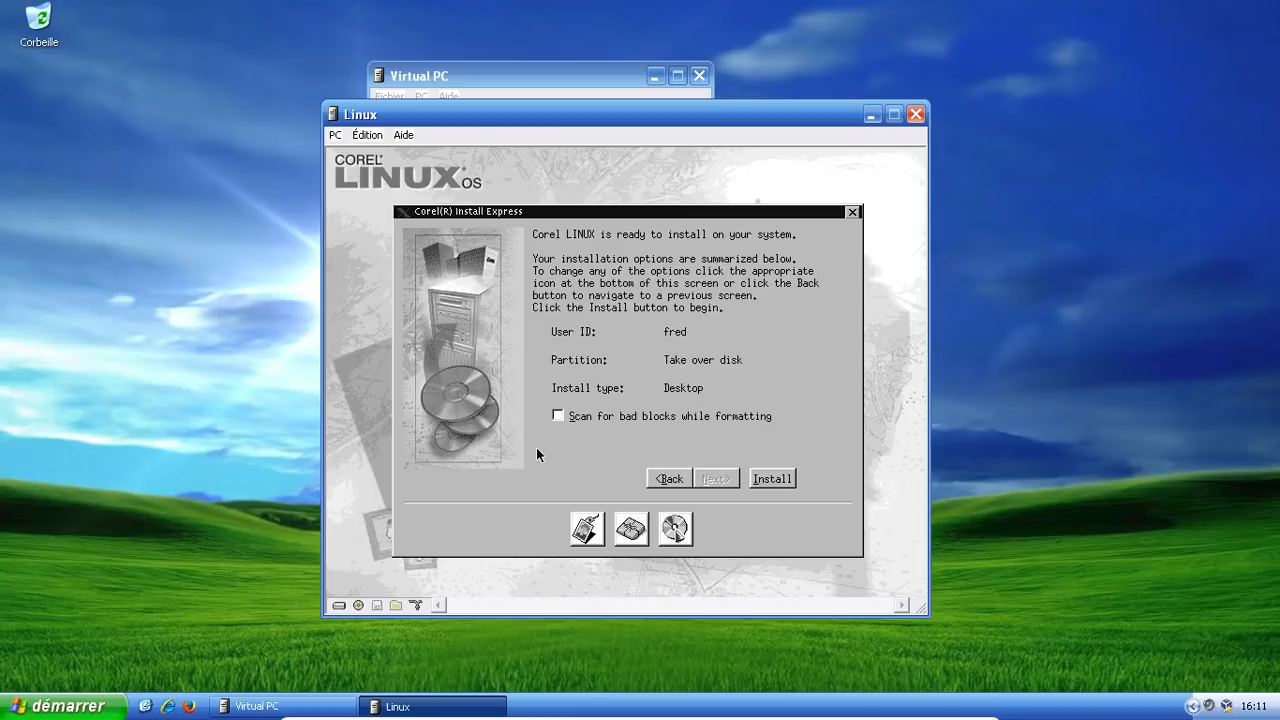 Corbeille
Virtual PC
Fichier PC Aide
Linux
PC Édition Aide
COREL
LINUX OS
Corel(R) Install Express
Corel LINUX is ready to install on your system.
Your installation options are summarized below.
To change any of the options click the appropriate
icon at the bottom of this screen or click the Back
button to navigate to a previous screen.
Click the Install button to begin.
User ID: fred
Partition: Take over disk
Install type: Desktop
Scan for bad blocks while formatting
<Back Next> Install
démarrer Virtual PC Linux 16:11